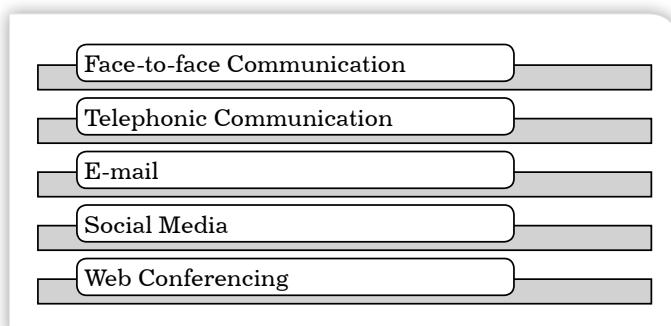 Face-to-face Communication
Telephonic Communication
E-mail
Social Media
Web Conferencing